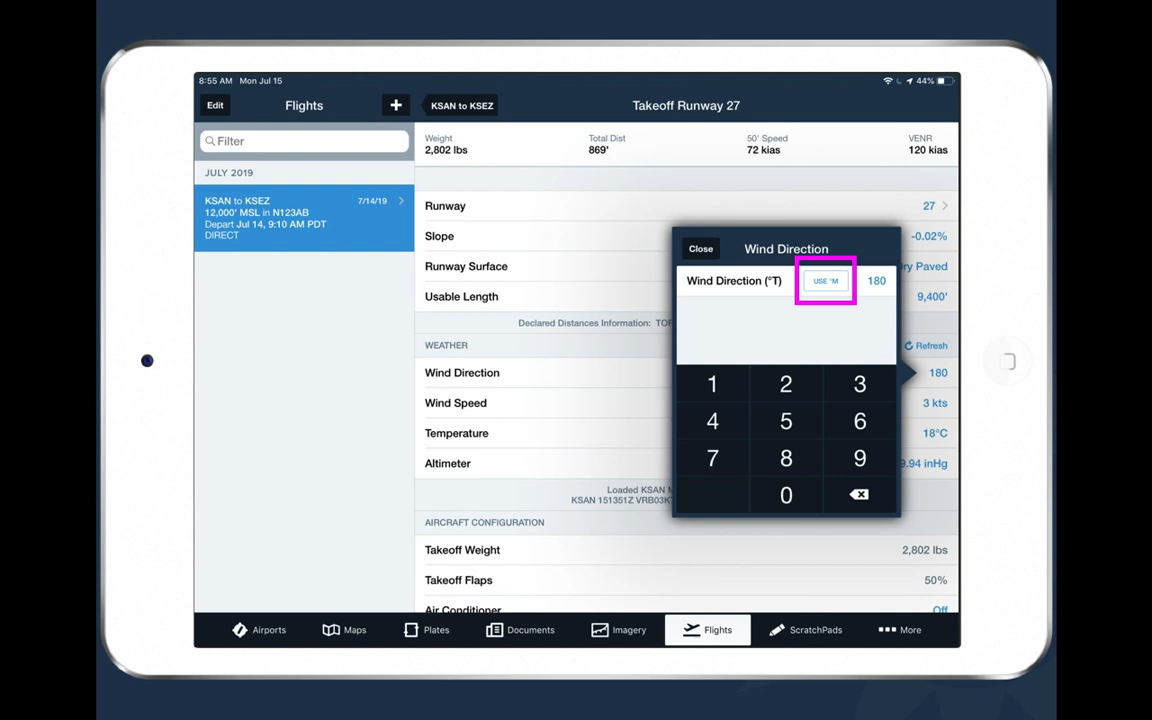 8:55 AM Mon Jul 15
44%
Edit
Flights
KSAN to KSEZ
Takeoff Runway 27
Filter
JULY 2019
KSAN to KSEZ 7/14/19
12,000' MSL in N123AB
Depart Jul 14, 9:10 AM PDT
DIRECT
Weight Total Dist 50' Speed VENR
2,802 lbs 869' 72 kias 120 kias
Runway 27
Slope -0.02%
Runway Surface Paved
Usable Length 9,400'
Declared Distances Information:
WEATHER Refresh
Wind Direction 180
Wind Speed 3 kts
Temperature 18°C
Altimeter 9.94 inHg
Loaded KSAN
KSAN 151351Z
AIRCRAFT CONFIGURATION
Takeoff Weight 2,802 lbs
Takeoff Flaps 50%
Air Conditioner Off
Close Wind Direction
Wind Direction (°T) USE °M 180
1 2 3
4 5 6
7 8 9
0
Airports Maps Plates Documents Imagery Flights ScratchPads More